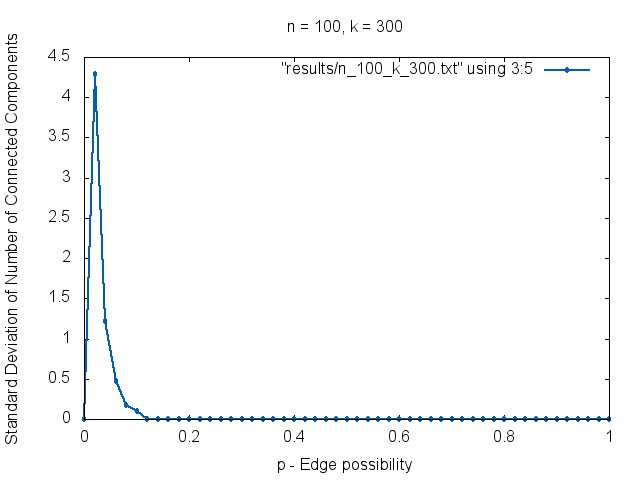 n = 100, k = 300
"results/n_100_k_300.txt" using 3:5
Standard Deviation of Number of Connected Components
4.5
4
3.5
3
2.5
2
1.5
1
0.5
0
0 0.2 0.4 0.6 0.8 1
p - Edge possibility